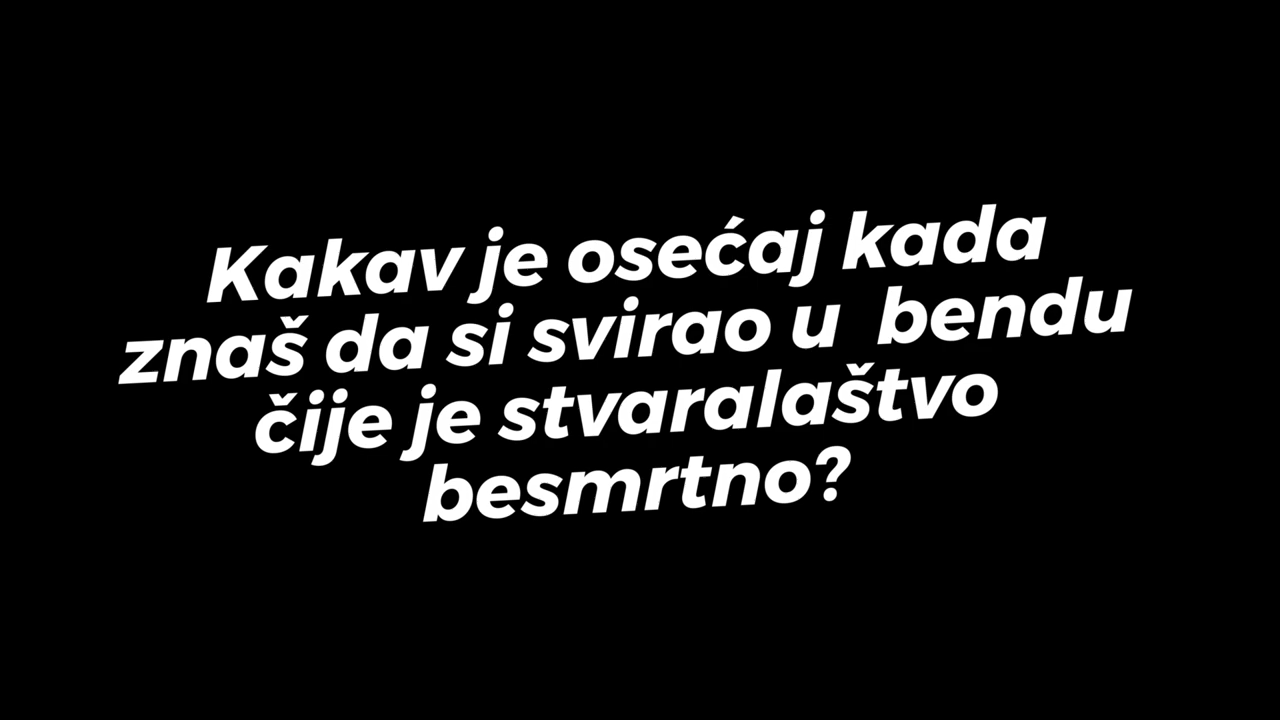 Kakav je osećaj kada
znaš da si svirao u  bendu
čije je stvaralaštvo
besmrtno?